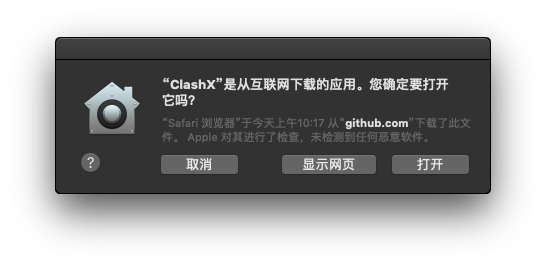 “ClashX”是从互联网下载的应用。您确定要打开
它吗？
“Safari 浏览器”于今天上午10:17 从“github.com”下载了此文
件。 Apple 对其进行了检查，未检测到任何恶意软件。
?
取消
显示网页
打开